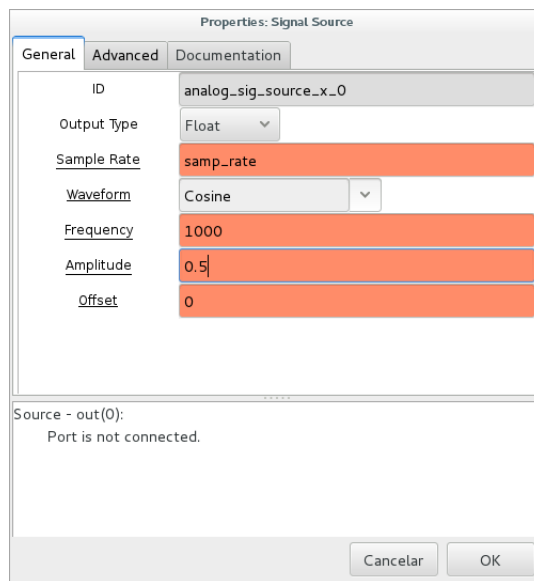 Properties: Signal Source
General Advanced Documentation
ID analog_sig_source_x_0
Output Type Float
Sample Rate samp_rate
Waveform Cosine
Frequency 1000
Amplitude 0.5
Offset 0
Source - out(0):
Port is not connected.
Cancelar OK